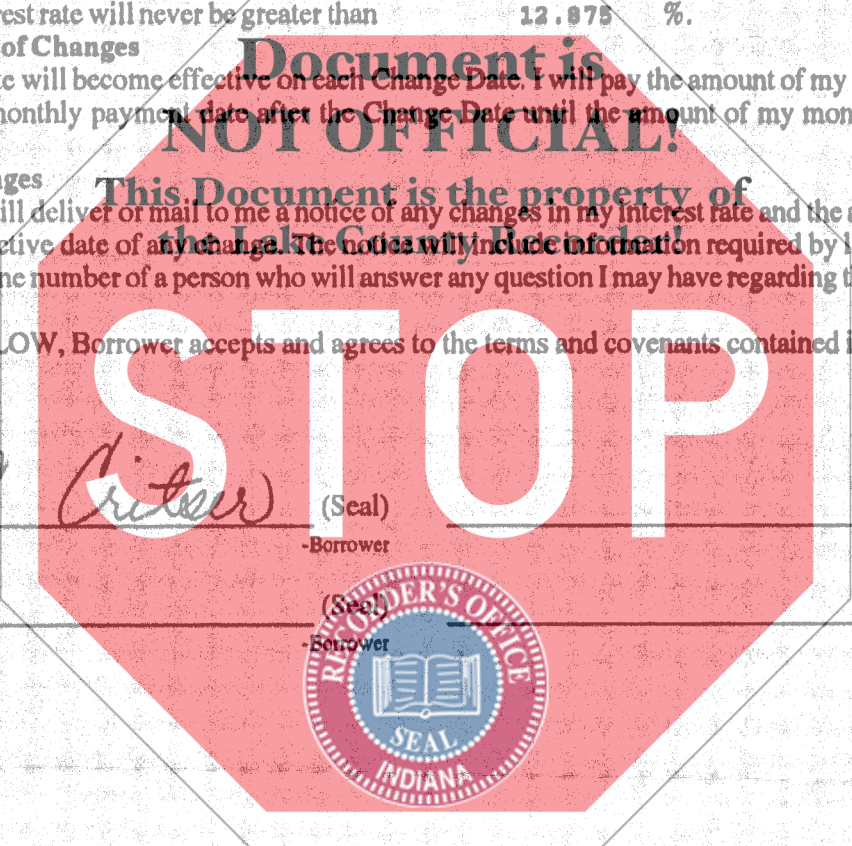 est rate will never be greater than 12.875 %.
of Changes
Document is
te will become effective on each Change Date. I will pay the amount of my
monthly payment date after the Change Date until the amount of my mon
NOT OFFICIAL!
ges
This Document is the property of
ill deliver or mail to me a notice of any changes in my interest rate and the a
the Lake County Recorder!
ctive date of any change. The notice will include information required by l
ne number of a person who will answer any question I may have regarding t
LOW, Borrower accepts and agrees to the terms and covenants contained i
STOP
Critser (Seal)
-Borrower
(Seal)
-Borrower
RECORDER'S OFFICE
SEAL
INDIANA